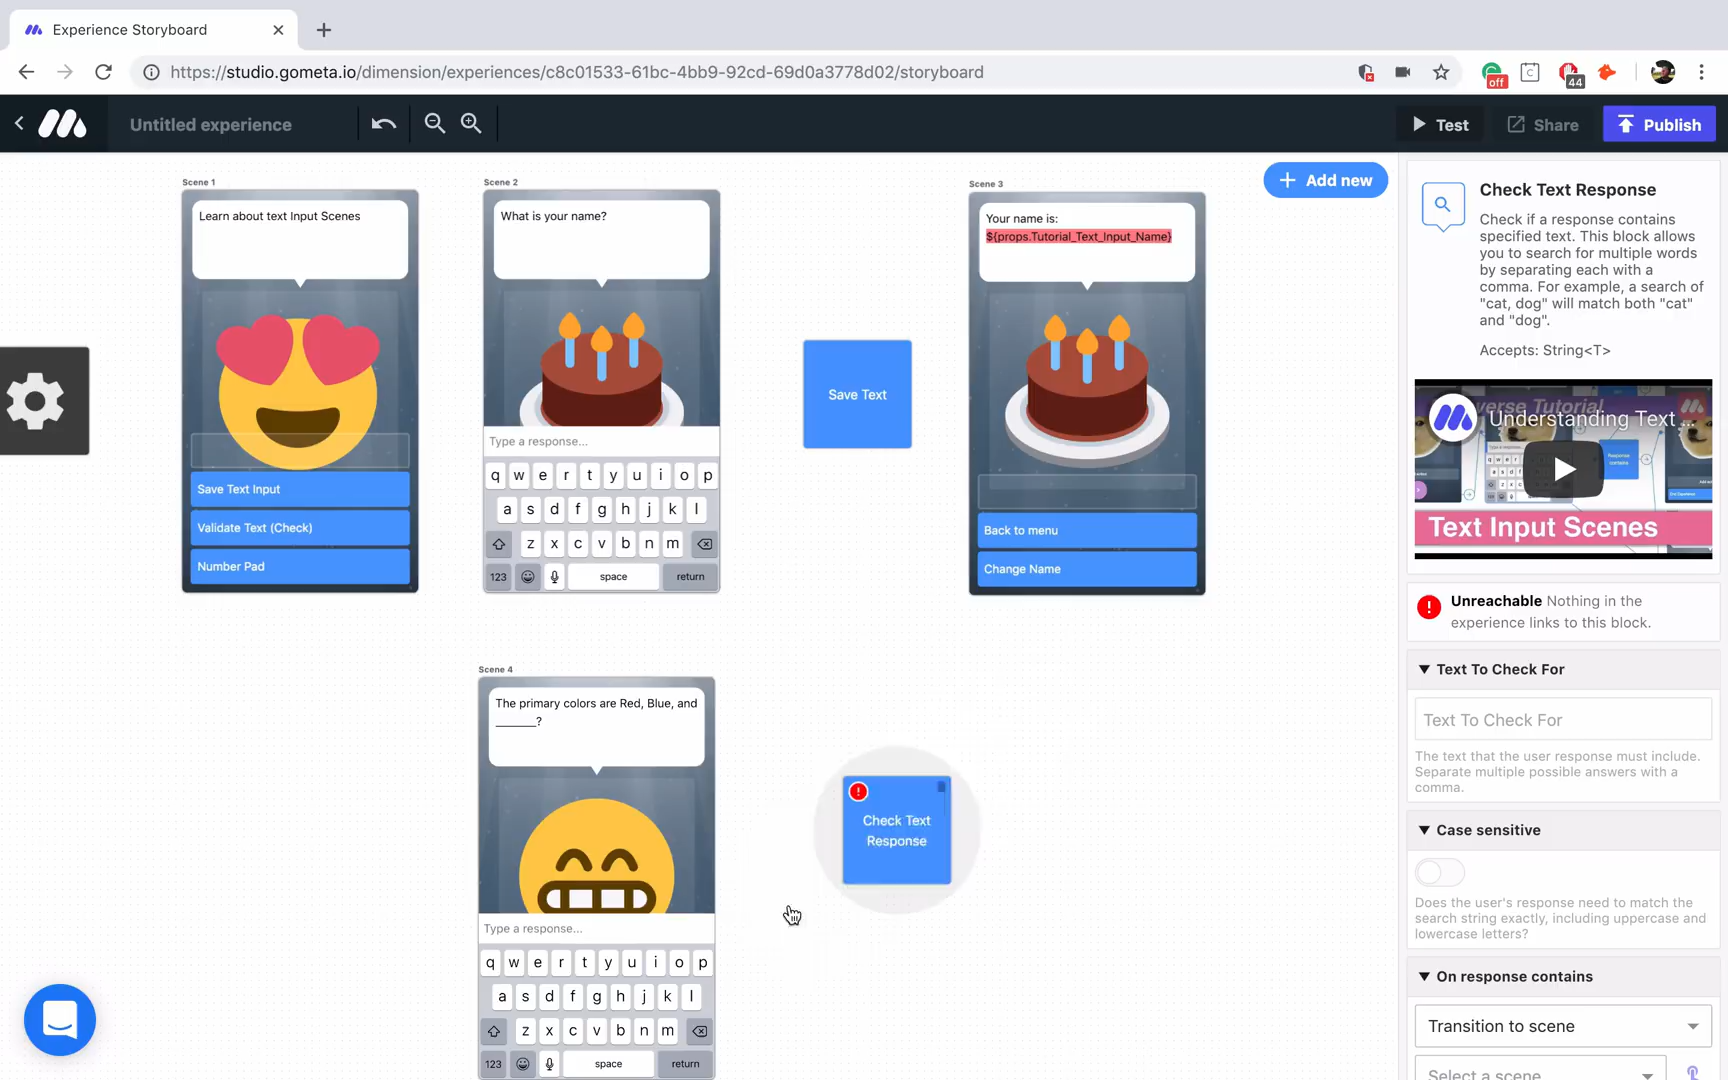 Experience Storyboard
https://studio.gometa.io/dimension/experiences/c8c01533-61bc-4bb9-92cd-69d0a3778d02/storyboard
off
C
44
Untitled experience
Test
Share
Publish
Add new
Scene 1
Learn about text Input Scenes
Save Text Input
Validate Text (Check)
Number Pad
Scene 2
What is your name?
Type a response...
q w e r t y u i o p
a s d f g h j k l
z x c v b n m
123 space return
Save Text
Scene 3
Your name is:
${props.Tutorial_Text_Input_Name}
Back to menu
Change Name
Scene 4
The primary colors are Red, Blue, and
_______?
Type a response...
q w e r t y u i o p
a s d f g h j k l
z x c v b n m
123 space return
!
Check Text
Response
Check Text Response
Check if a response contains
specified text. This block allows
you to search for multiple words
by separating each with a
comma. For example, a search of
"cat, dog" will match both "cat"
and "dog".
Accepts: String<T>
Understanding Text ...
Text Input Scenes
! Unreachable Nothing in the
experience links to this block.
Text To Check For
Text To Check For
The text that the user response must include.
Separate multiple possible answers with a
comma.
Case sensitive
Does the user's response need to match the
search string exactly, including uppercase and
lowercase letters?
On response contains
Transition to scene
Select a scene